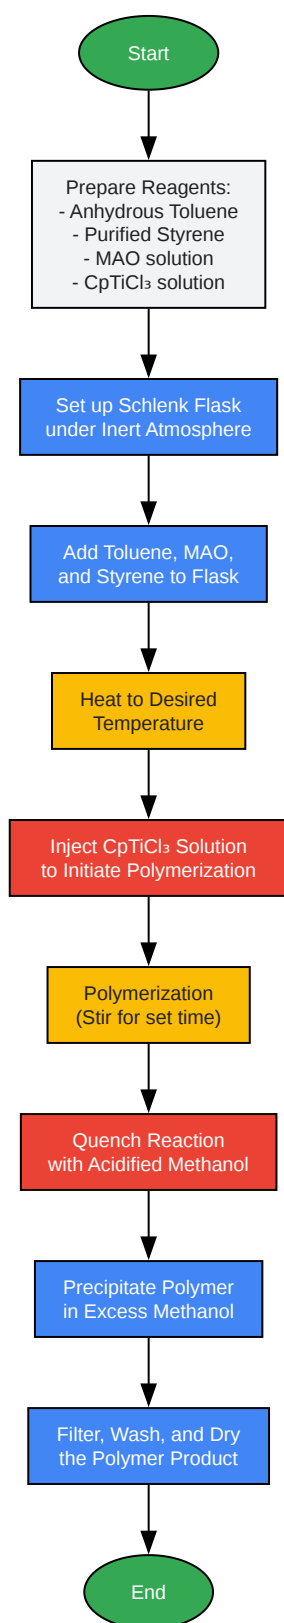 Start
Prepare Reagents:
- Anhydrous Toluene
- Purified Styrene
- MAO solution
- CpTiCl₃ solution
Set up Schlenk Flask
under Inert Atmosphere
Add Toluene, MAO,
and Styrene to Flask
Heat to Desired
Temperature
Inject CpTiCl₃ Solution
to Initiate Polymerization
Polymerization
(Stir for set time)
Quench Reaction
with Acidified Methanol
Precipitate Polymer
in Excess Methanol
Filter, Wash, and Dry
the Polymer Product
End